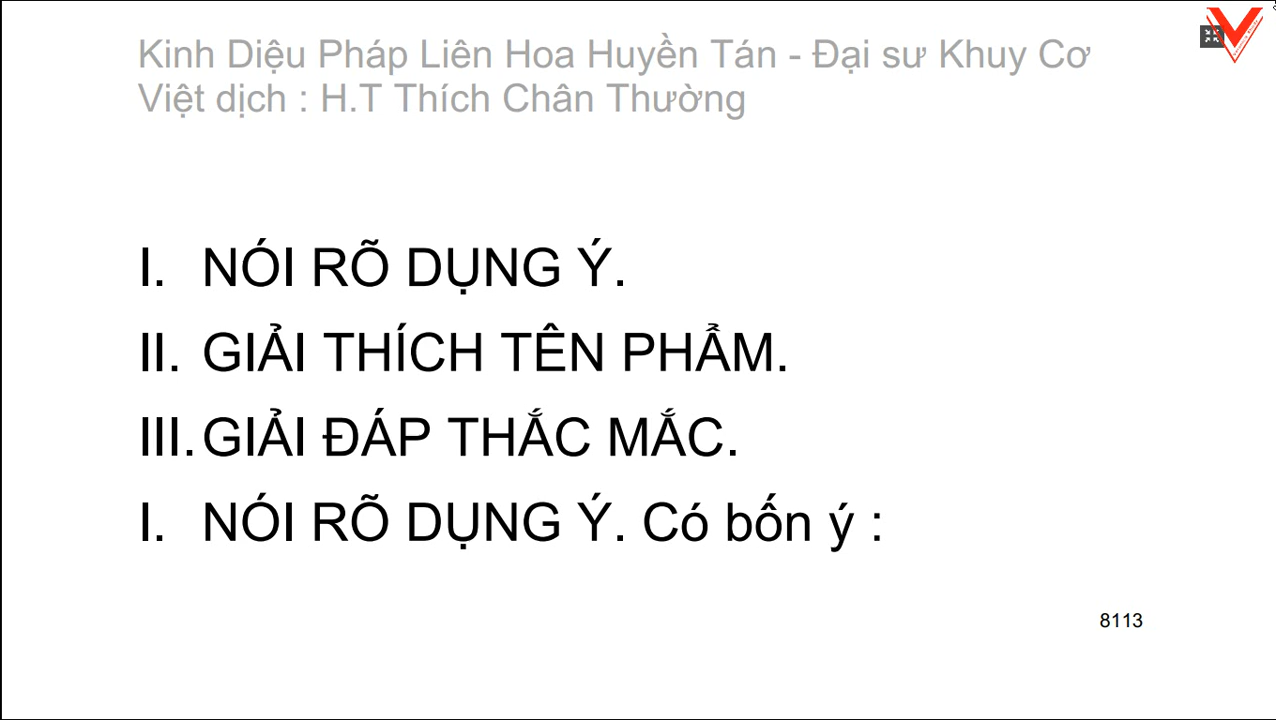 Kinh Diệu Pháp Liên Hoa Huyền Tán - Đại sư Khuy Cơ
Việt dịch : H.T Thích Chân Thường
I. NÓI RÕ DỤNG Ý.
II. GIẢI THÍCH TÊN PHẨM.
III. GIẢI ĐÁP THẮC MẮC.
I. NÓI RÕ DỤNG Ý. Có bốn ý :
8113